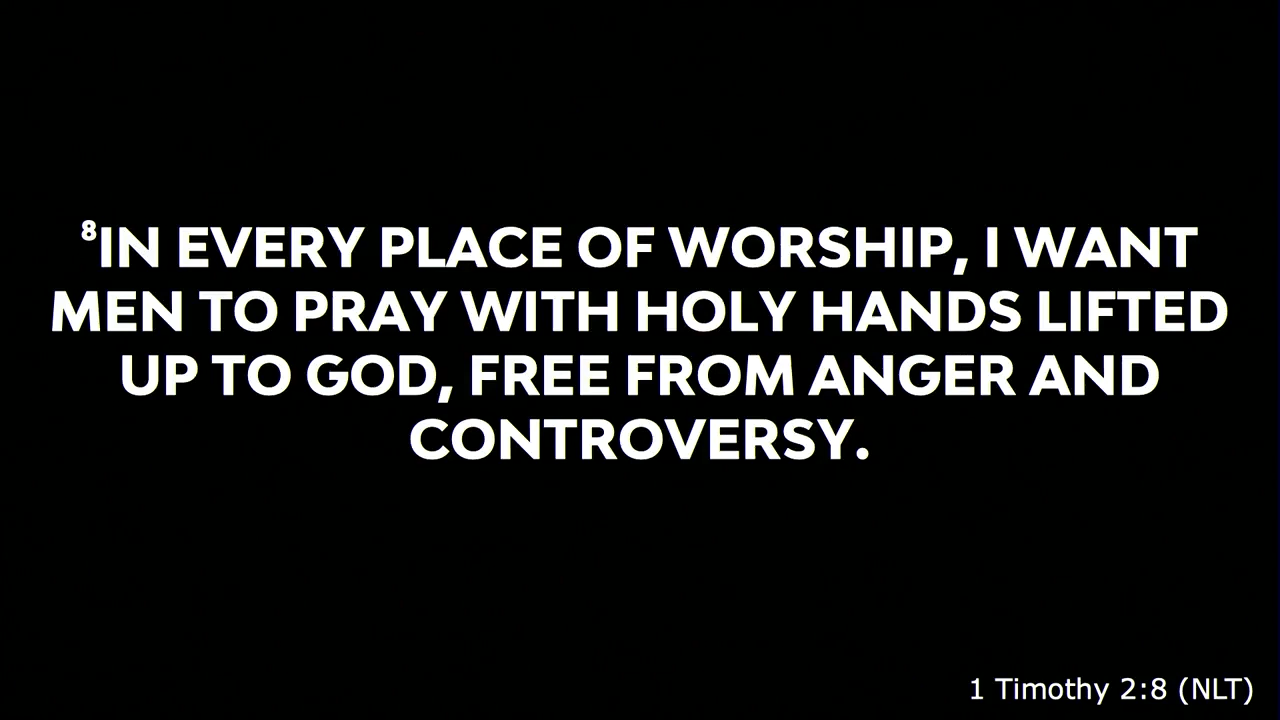 ⁸IN EVERY PLACE OF WORSHIP, I WANT
MEN TO PRAY WITH HOLY HANDS LIFTED
UP TO GOD, FREE FROM ANGER AND
CONTROVERSY.
1 Timothy 2:8 (NLT)